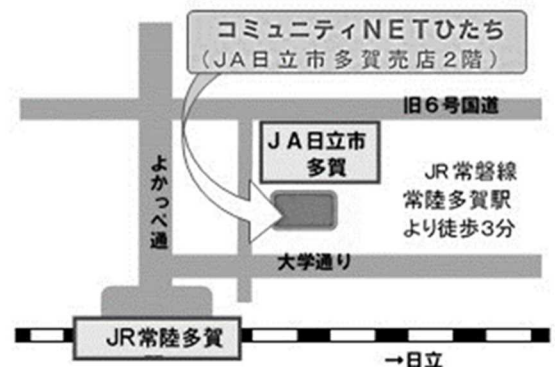 コミュニティNETひたち
(JA日立市多賀売店2階)
旧6号国道
JA日立市
多賀
よかっぺ通
JR常磐線
常陸多賀駅
より徒歩3分
大学通り
JR常陸多賀
→日立